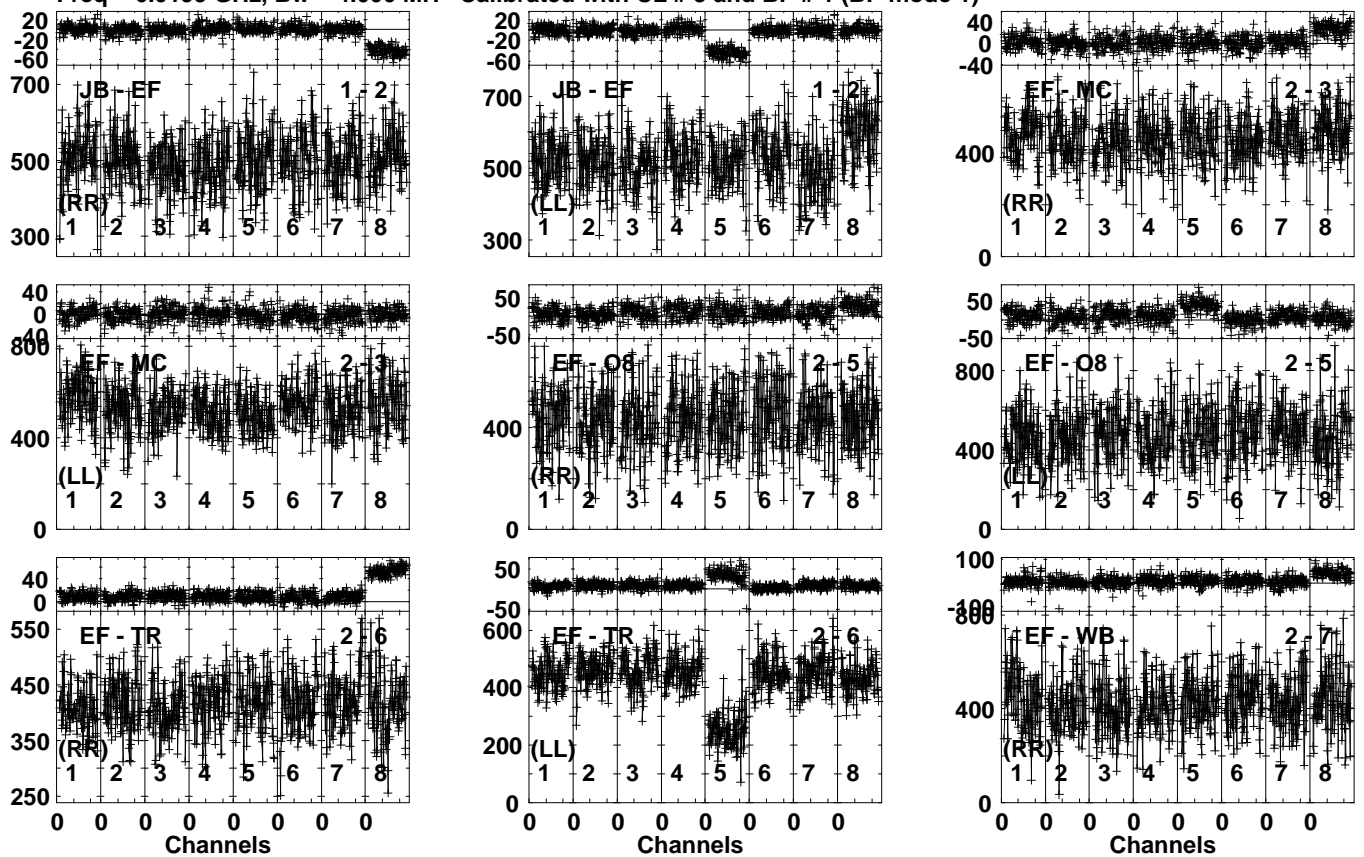 20 -20 -60 700 500 300 JB - EF 1 - 2 (RR) 1 2 3 4 5 6 7 8
20 -20 -60 700 500 300 JB - EF 1 - 2 (LL) 1 2 3 4 5 6 7 8
40 0 -40 400 0 EF - MC 2 - 3 (RR) 1 2 3 4 5 6 7 8
40 0 -40 800 400 0 EF - MC 2 - 3 (LL) 1 2 3 4 5 6 7 8
50 -50 400 0 EF - O8 2 - 5 (RR) 1 2 3 4 5 6 7 8
50 -50 800 400 0 EF - O8 2 - 5 (LL) 1 2 3 4 5 6 7 8
40 0 550 450 350 250 EF - TR 2 - 6 (RR) 1 2 3 4 5 6 7 8
50 -50 600 400 200 0 EF - TR 2 - 6 (LL) 1 2 3 4 5 6 7 8
100 -100 800 400 0 EF - WB 2 - 7 (RR) 1 2 3 4 5 6 7 8
0 0 0 0 0 0 0 0 0 0 0 0 0 0 0 0 0 0 0 0 0 0 0 0
Channels Channels Channels